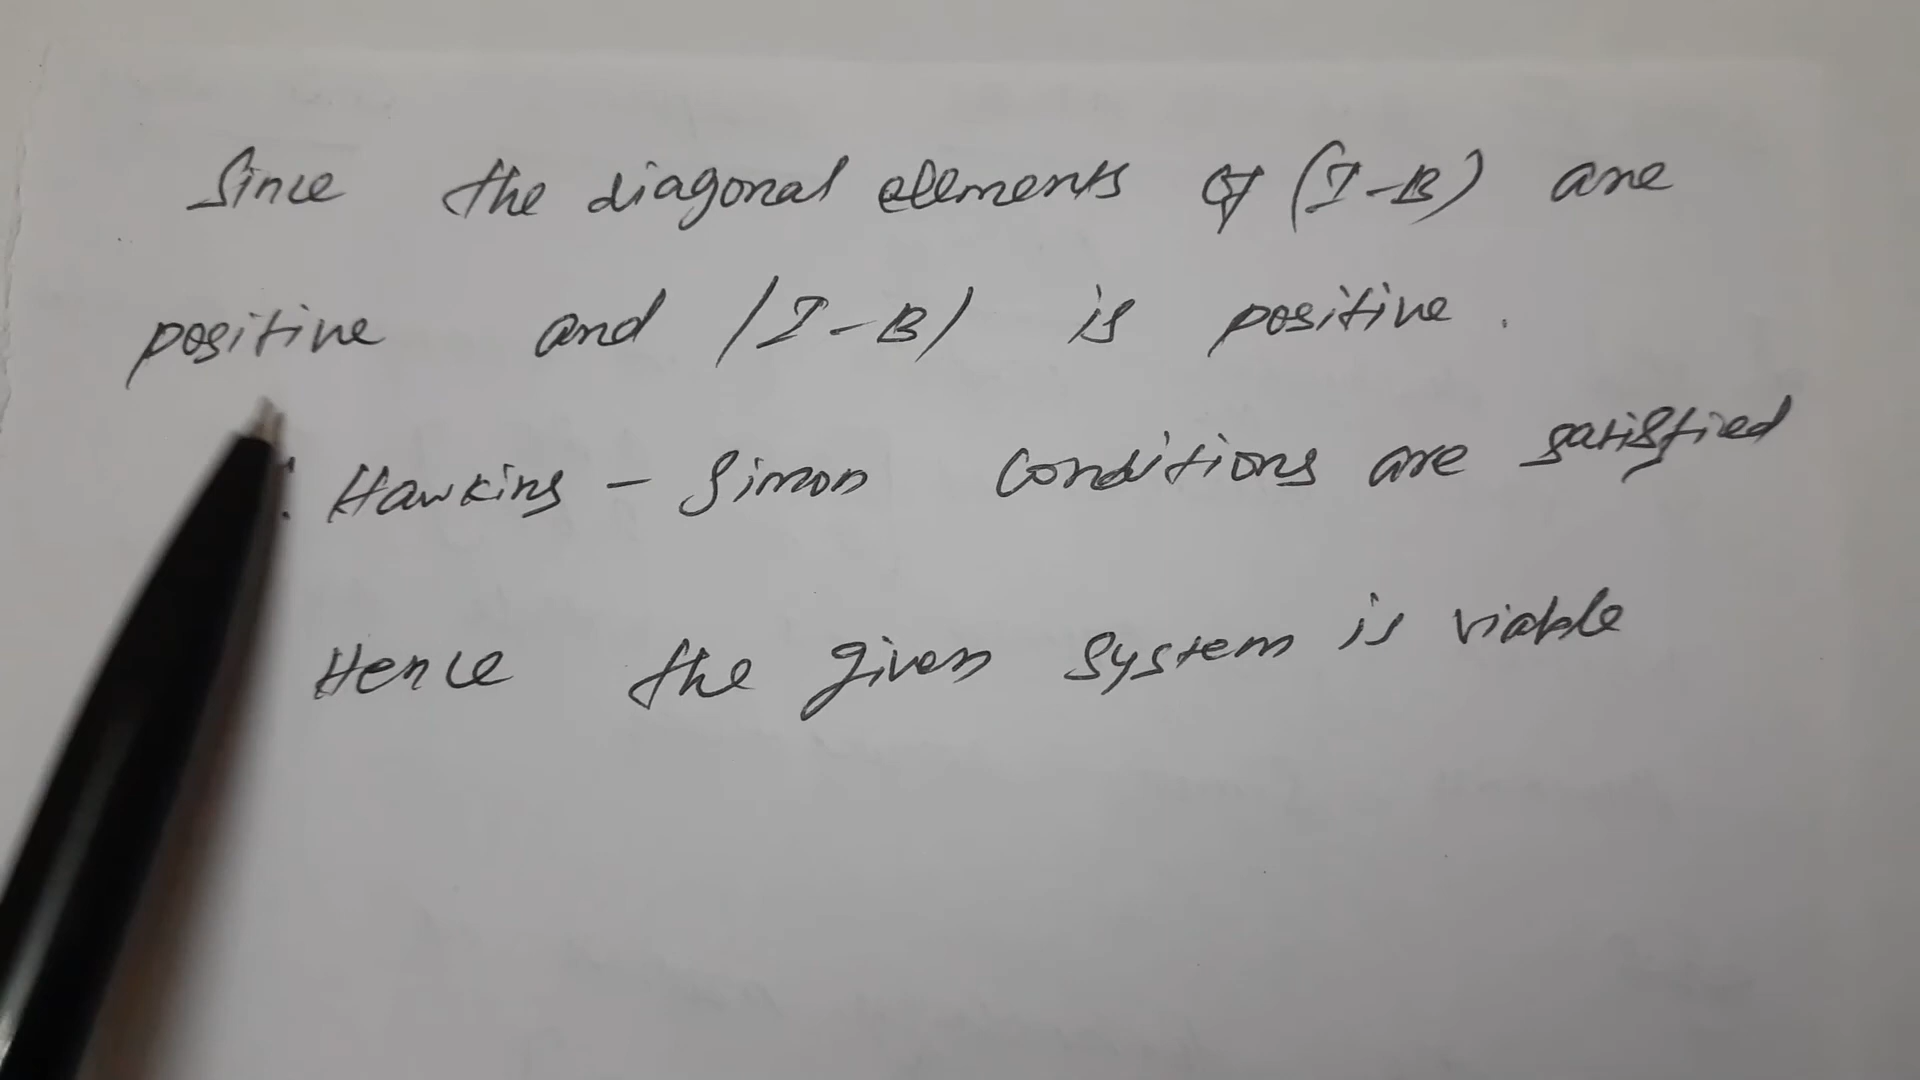 Since the diagonal elements of (I-B) are
positive and |I-B| is positive.
∴ Hawkins - Simon conditions are satisfied
Hence the given system is viable